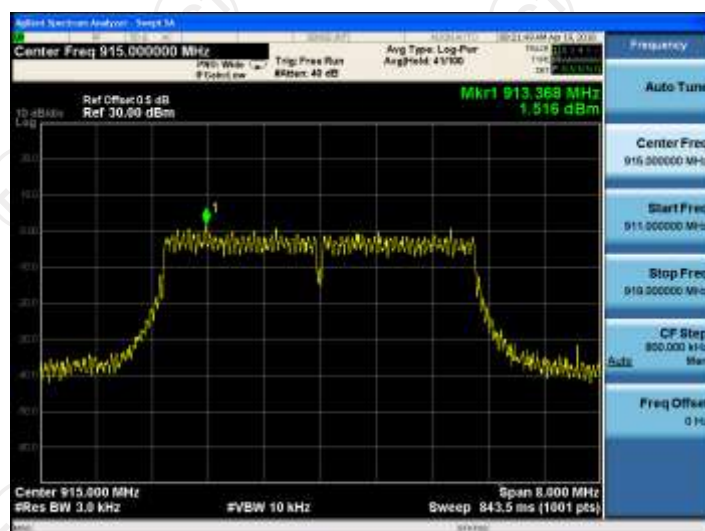 Agilent Spectrum Analyzer - Swept SA
Center Freq 915.000000 MHz
PNO: Wide
IFGain:Low
Trig: Free Run
#Atten: 40 dB
Avg Type: Log-Pwr
Avg|Hold: 41/100
Mkr1 913.368 MHz
1.516 dBm
Ref Offset 0.5 dB
Ref 30.00 dBm
10 dB/div
Log
1
Center 915.000 MHz
Span 8.000 MHz
#Res BW 3.0 kHz
#VBW 10 kHz
Sweep 843.5 ms (1001 pts)
Frequency
Auto Tune
Center Freq
915.000000 MHz
Start Freq
911.000000 MHz
Stop Freq
919.000000 MHz
CF Step
800.000 kHz
Auto
Man
Freq Offset
0 Hz